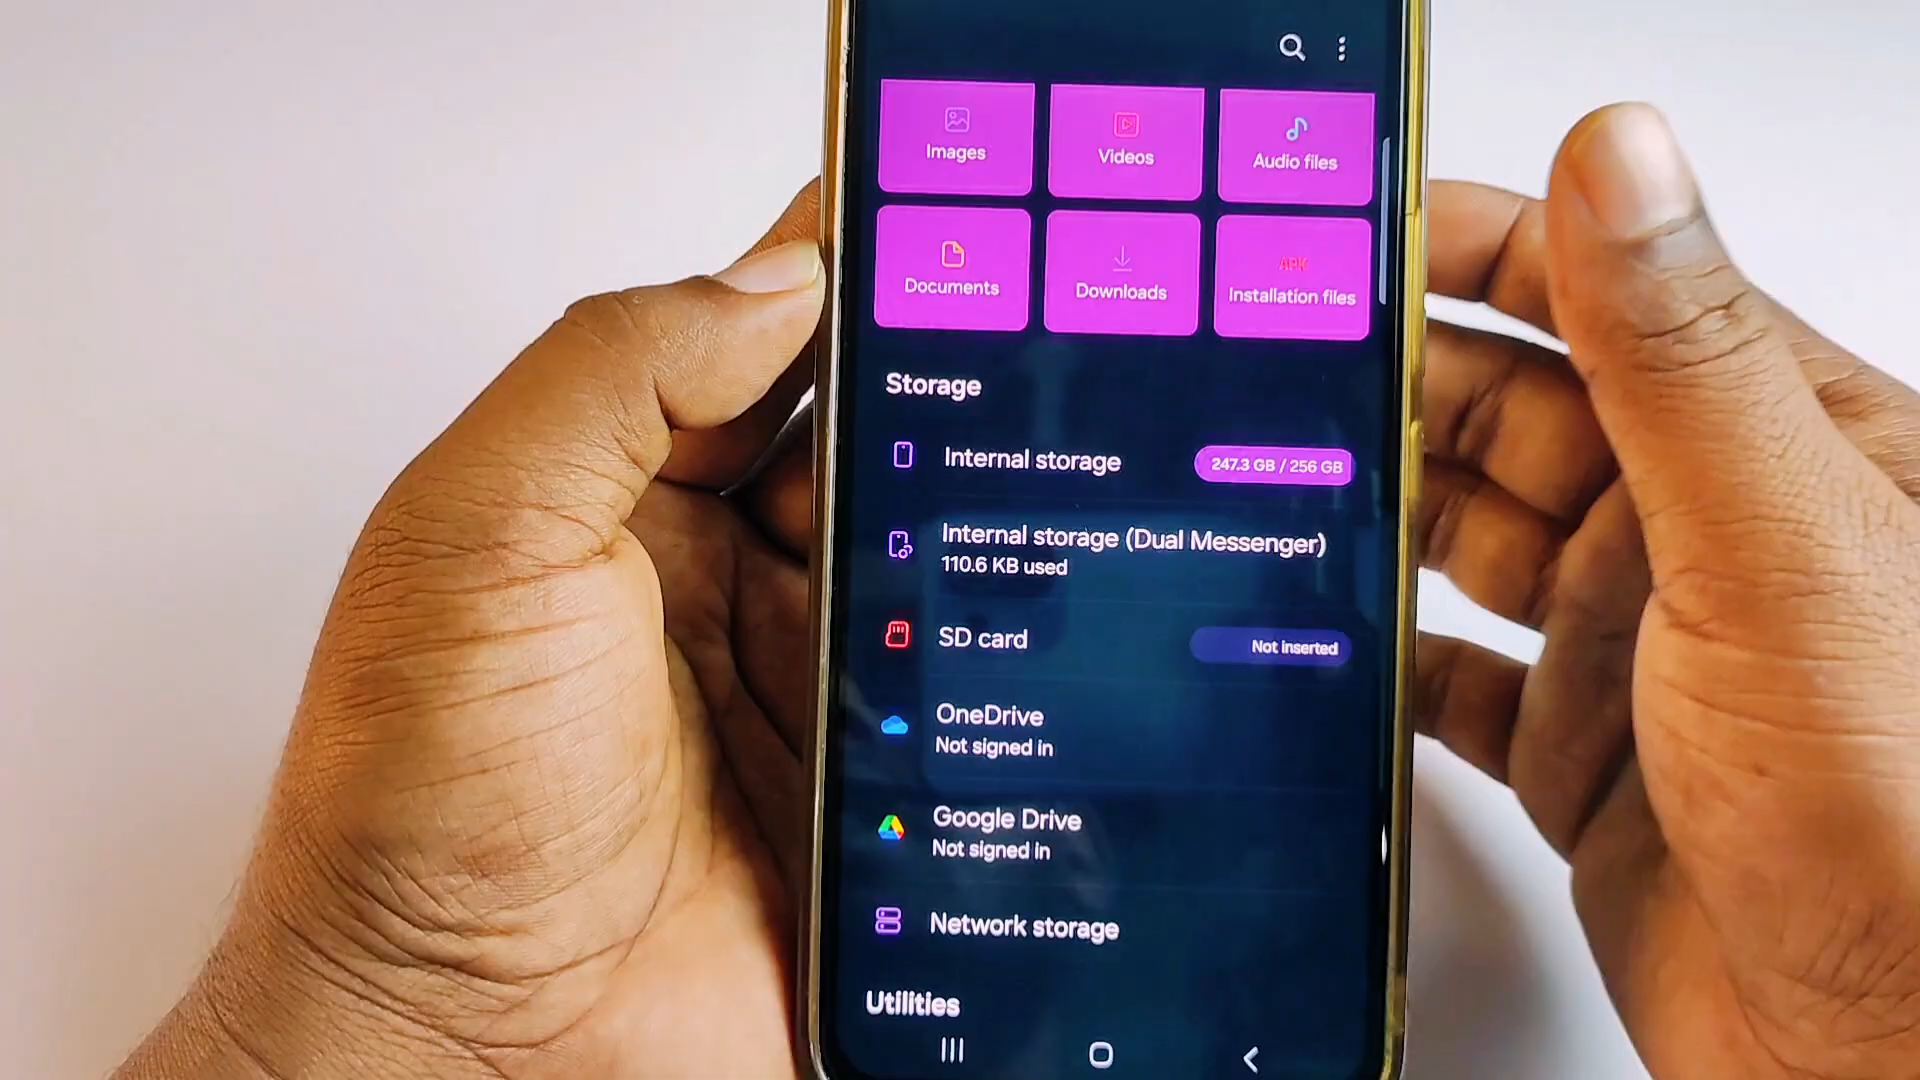 Images
Videos
Audio files
Documents
Downloads
APK
Installation files
Storage
Internal storage
247.3 GB / 256 GB
Internal storage (Dual Messenger)
110.6 KB used
SD card
Not inserted
OneDrive
Not signed in
Google Drive
Not signed in
Network storage
Utilities